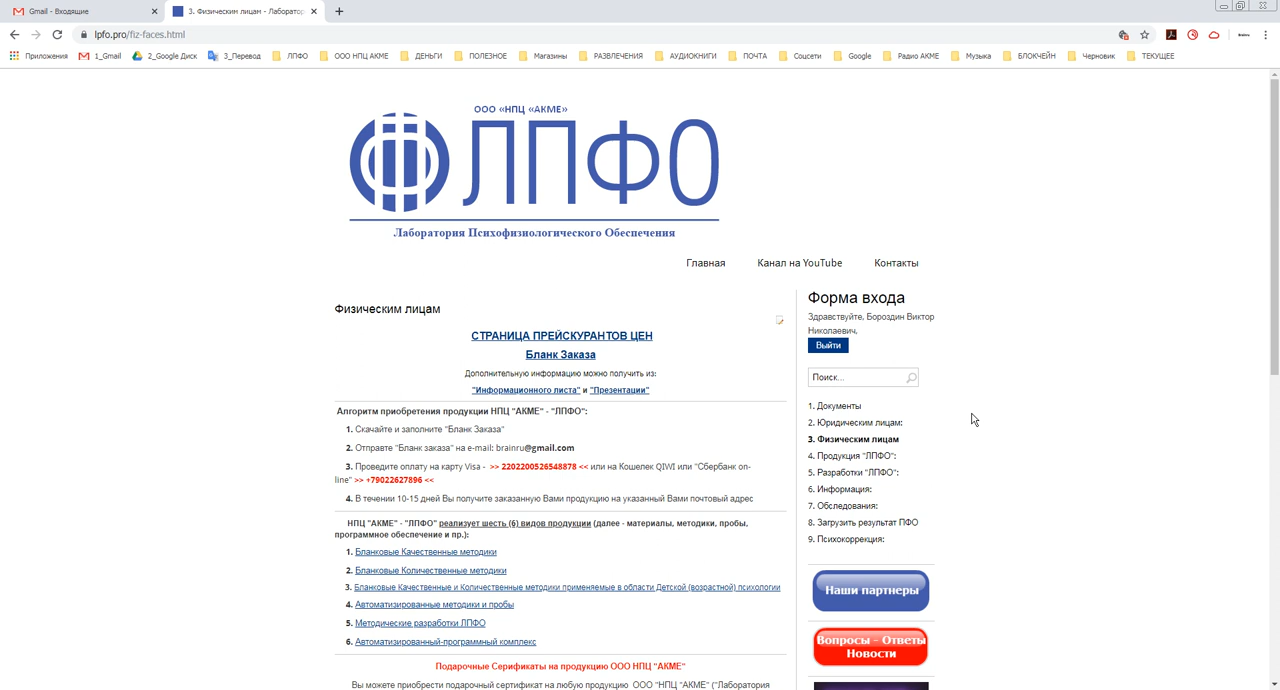 Gmail - Входящие
3. Физическим лицам - Лаборато
lpfo.pro/fiz-faces.html
Приложения 1_Gmail 2_Google Диск 3_Перевод ЛПФО ООО НПЦ АКМЕ ДЕНЬГИ ПОЛЕЗНОЕ Магазины РАЗВЛЕЧЕНИЯ АУДИОКНИГИ ПОЧТА Соцсети Google Радио АКМЕ Музыка БЛОКЧЕЙН Черновик ТЕКУЩЕЕ
ООО «НПЦ «АКМЕ»
ЛПФО
Лаборатория Психофизиологического Обеспечения
Главная Канал на YouTube Контакты
Физическим лицам
СТРАНИЦА ПРЕЙСКУРАНТОВ ЦЕН
Бланк Заказа
Дополнительную информацию можно получить из:
"Информационного листа" и "Презентации"
Алгоритм приобретения продукции НПЦ "АКМЕ" - "ЛПФО":
1. Скачайте и заполните "Бланк Заказа"
2. Отправте "Бланк заказа" на e-mail: brainru@gmail.com
3. Проведите оплату на карту Visa - >> 2202200526548878 << или на Кошелек QIWI или "Сбербанк on-
line" >> +79022627896 <<
4. В течении 10-15 дней Вы получите заказанную Вами продукцию на указанный Вами почтовый адрес
НПЦ "АКМЕ" - "ЛПФО" реализует шесть (6) видов продукции (далее - материалы, методики, пробы,
программное обеспечение и пр.):
1. Бланковые Качественные методики
2. Бланковые Количественные методики
3. Бланковые Качественные и Количественные методики применяемые в области Детской (возрастной) психологии
4. Автоматизированные методики и пробы
5. Методические разработки ЛПФО
6. Автоматизированный-программный комплекс
Подарочные Серификаты на продукцию ООО НПЦ "АКМЕ"
Вы можете приобрести подарочный сертификат на любую продукцию ООО "НПЦ "АКМЕ" ("Лаборатория
Форма входа
Здравствуйте, Бороздин Виктор
Николаевич,
Выйти
Поиск...
1. Документы
2. Юридическим лицам:
3. Физическим лицам
4. Продукция "ЛПФО":
5. Разработки "ЛПФО":
6. Информация:
7. Обследования:
8. Загрузить результат ПФО
9. Психокоррекция:
Наши партнеры
Вопросы - Ответы
Новости